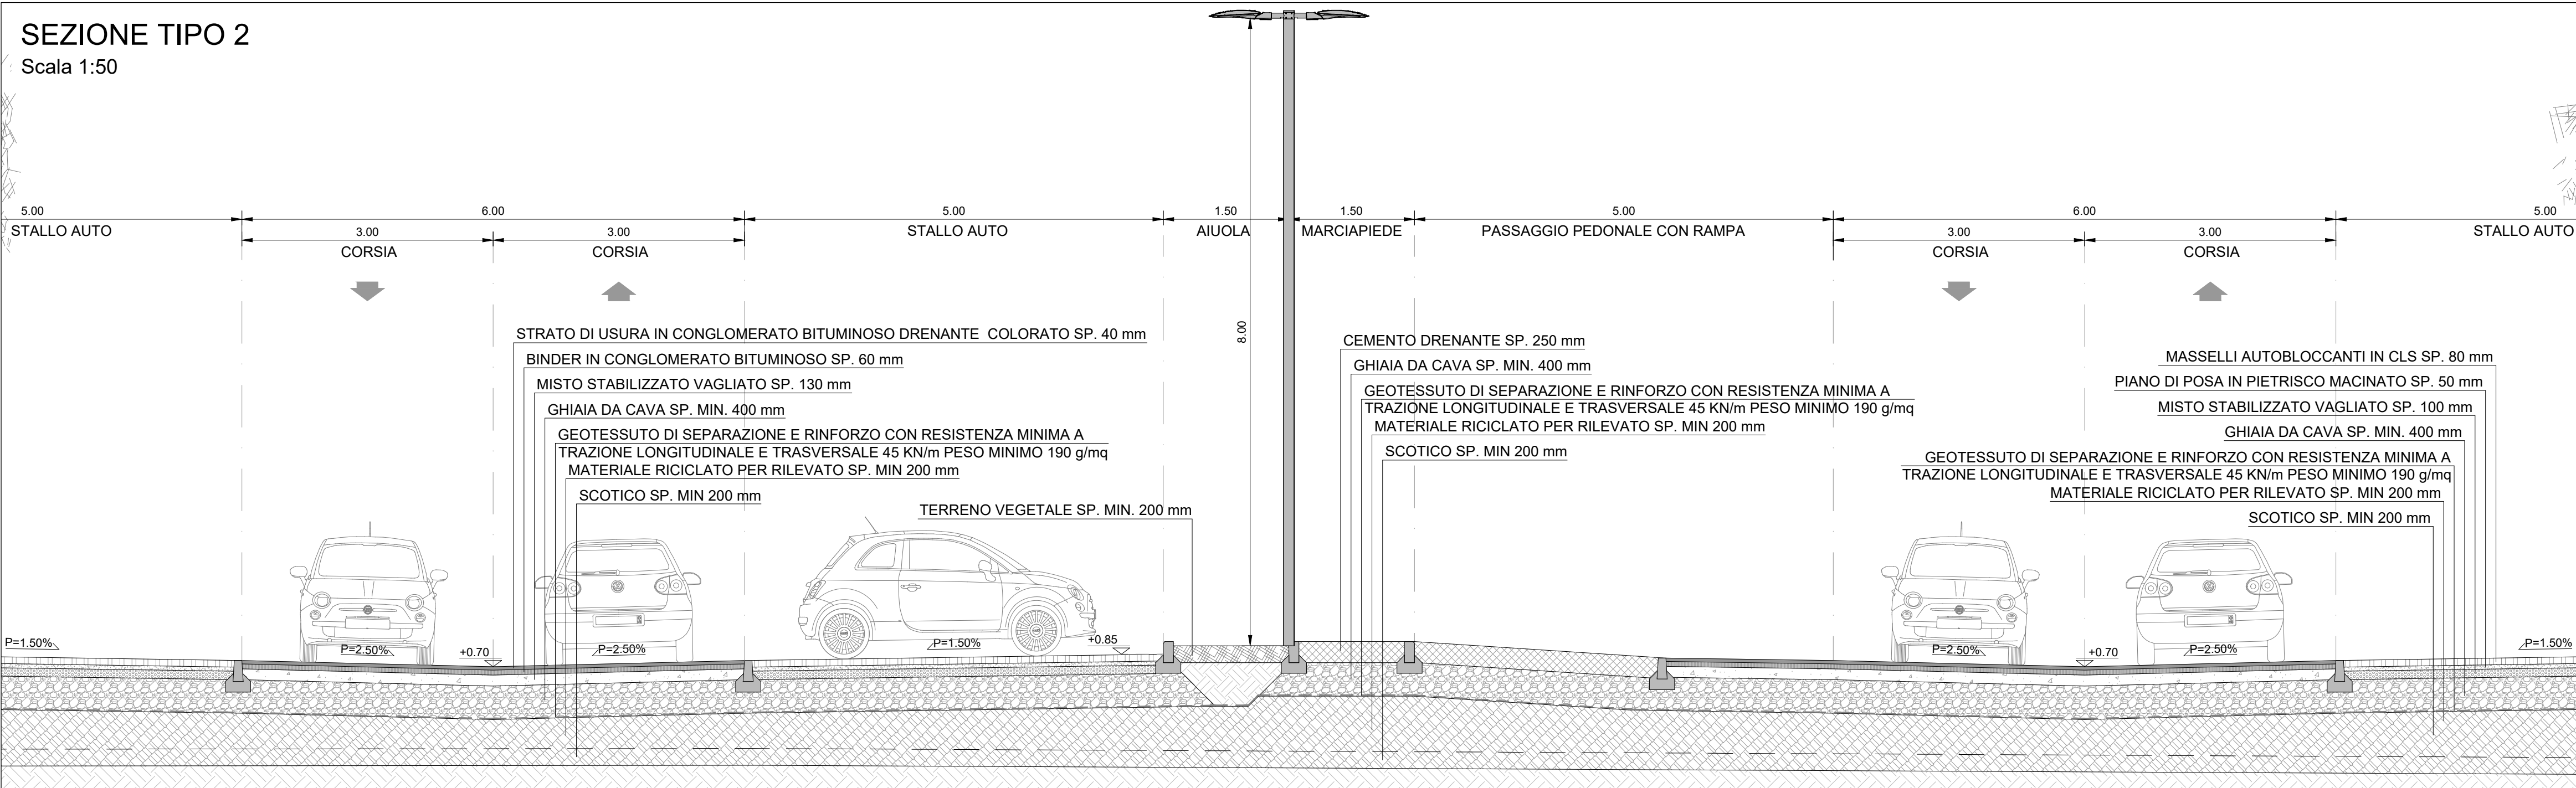 SEZIONE TIPO 2
Scala 1:50
5.00
6.00
5.00
1.50
1.50
5.00
6.00
5.00
STALLO AUTO
3.00
3.00
STALLO AUTO
AIUOLA
MARCIAPIEDE
PASSAGGIO PEDONALE CON RAMPA
3.00
3.00
STALLO AUTO
CORSIA
CORSIA
CORSIA
CORSIA
8.00
STRATO DI USURA IN CONGLOMERATO BITUMINOSO DRENANTE COLORATO SP. 40 mm
BINDER IN CONGLOMERATO BITUMINOSO SP. 60 mm
MISTO STABILIZZATO VAGLIATO SP. 130 mm
GHIAIA DA CAVA SP. MIN. 400 mm
GEOTESSUTO DI SEPARAZIONE E RINFORZO CON RESISTENZA MINIMA A
TRAZIONE LONGITUDINALE E TRASVERSALE 45 KN/m PESO MINIMO 190 g/mq
MATERIALE RICICLATO PER RILEVATO SP. MIN 200 mm
SCOTICO SP. MIN 200 mm
TERRENO VEGETALE SP. MIN. 200 mm
CEMENTO DRENANTE SP. 250 mm
GHIAIA DA CAVA SP. MIN. 400 mm
GEOTESSUTO DI SEPARAZIONE E RINFORZO CON RESISTENZA MINIMA A
TRAZIONE LONGITUDINALE E TRASVERSALE 45 KN/m PESO MINIMO 190 g/mq
MATERIALE RICICLATO PER RILEVATO SP. MIN 200 mm
SCOTICO SP. MIN 200 mm
MASSELLI AUTOBLOCCANTI IN CLS SP. 80 mm
PIANO DI POSA IN PIETRISCO MACINATO SP. 50 mm
MISTO STABILIZZATO VAGLIATO SP. 100 mm
GHIAIA DA CAVA SP. MIN. 400 mm
GEOTESSUTO DI SEPARAZIONE E RINFORZO CON RESISTENZA MINIMA A
TRAZIONE LONGITUDINALE E TRASVERSALE 45 KN/m PESO MINIMO 190 g/mq
MATERIALE RICICLATO PER RILEVATO SP. MIN 200 mm
SCOTICO SP. MIN 200 mm
P=1.50%
P=2.50%
+0.70
P=2.50%
P=1.50%
+0.85
P=2.50%
+0.70
P=2.50%
P=1.50%